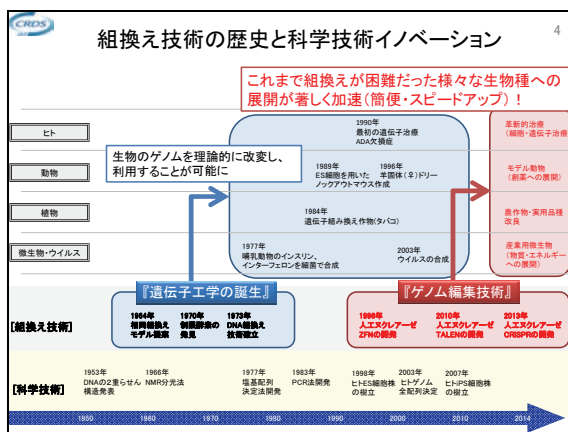 CRDS
4
組換え技術の歴史と科学技術イノベーション
これまで組換えが困難だった様々な生物種への
展開が著しく加速(簡便・スピードアップ)！
ヒト
1990年
最初の遺伝子治療
ADA欠損症
革新的治療
(細胞・遺伝子治療)
生物のゲノムを理論的に改変し、
利用することが可能に
動物
1989年
ES細胞を用いた
ノックアウトマウス作成
1996年
羊固体(♀)ドリー
モデル動物
(創薬への展開)
植物
1984年
遺伝子組み換え作物(タバコ)
農作物・実用品種
改良
微生物・ウイルス
1977年
哺乳動物のインスリン、
インターフェロンを細菌で合成
2003年
ウイルスの合成
産業用微生物
(物質・エネルギー
への展開)
『遺伝子工学の誕生』
『ゲノム編集技術』
[組換え技術]
1964年
相同組換え
モデル提案
1970年
制限酵素の
発見
1973年
DNA組換え
技術確立
1996年
人工ヌクレアーゼ
ZFNの開発
2010年
人工ヌクレアーゼ
TALENの開発
2013年
人工ヌクレアーゼ
CRISPRの開発
[科学技術]
1953年
DNAの2重らせん
構造発表
1966年
NMR分光法
1977年
塩基配列
決定法開発
1983年
PCR法開発
1998年
ヒトES細胞株
の樹立
2003年
ヒトゲノム
全配列決定
2007年
ヒトiPS細胞株
の樹立
1950
1960
1970
1980
1990
2000
2010
2014